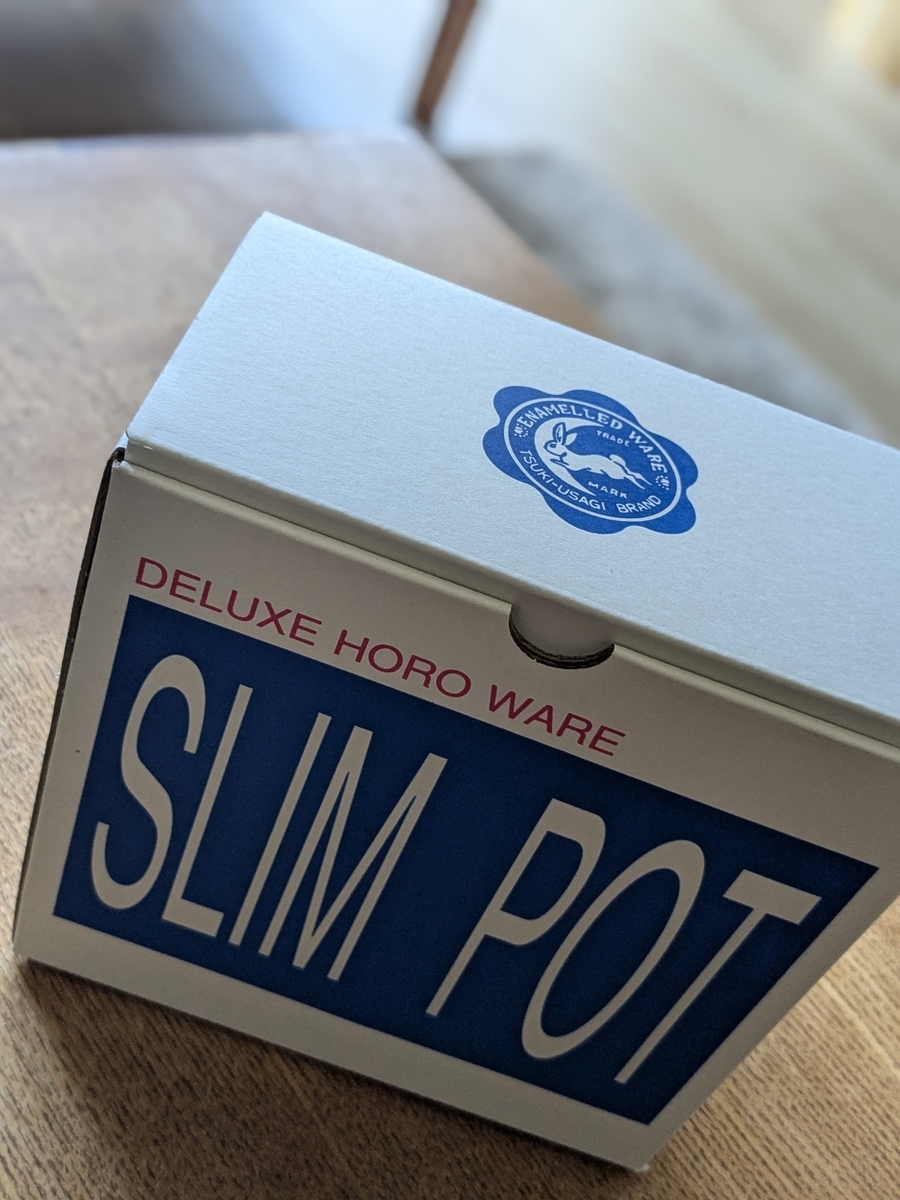 ENAMELLED WARE
TRADE
MARK
TSUKI-USAGI BRAND
DELUXE HORO WARE
SLIM POT